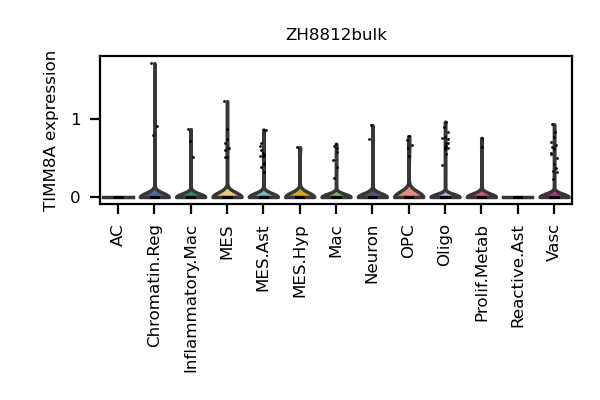 ZH8812bulk
TIMM8A expression
1
0
AC
Chromatin.Reg
Inflammatory.Mac
MES
MES.Ast
MES.Hyp
Mac
Neuron
OPC
Oligo
Prolif.Metab
Reactive.Ast
Vasc